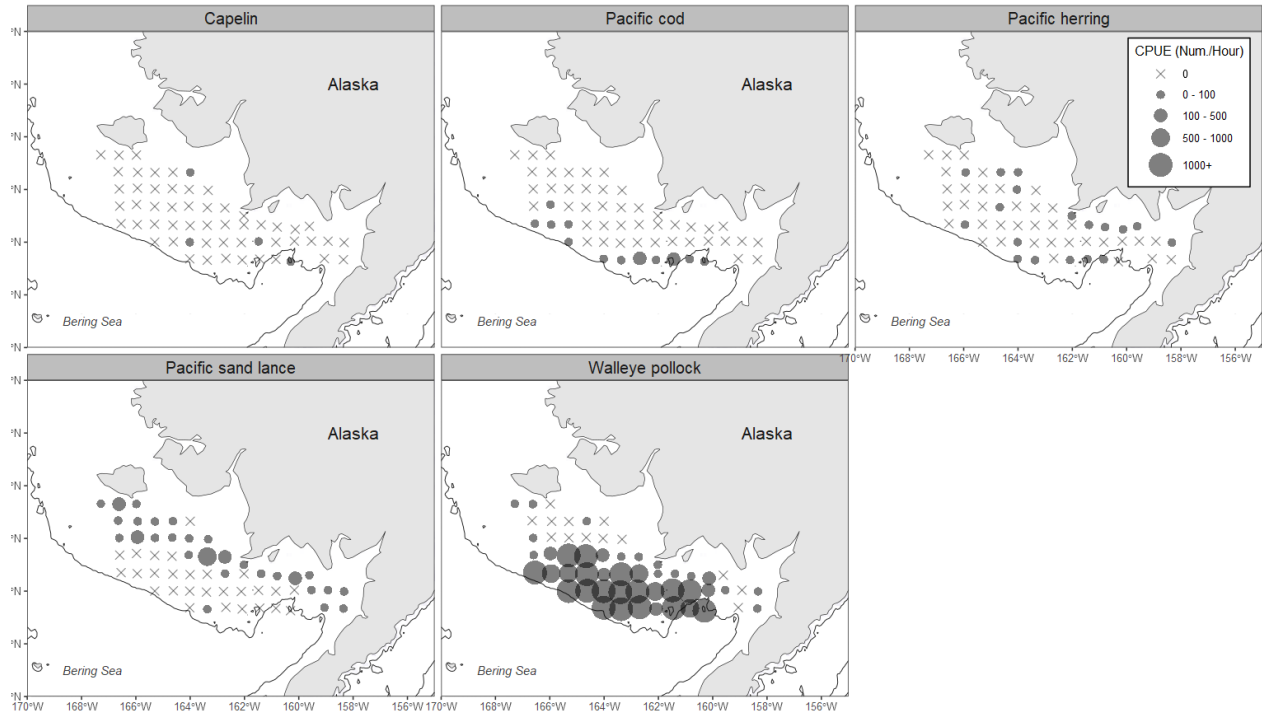 Capelin
Pacific cod
Pacific herring
°N
°N
°N
°N
°N
°N
°N
Alaska
Bering Sea
Alaska
Bering Sea
CPUE (Num./Hour)
0
0 - 100
100 - 500
500 - 1000
1000+
Bering Sea
170°W 168°W 166°W 164°W 162°W 160°W 158°W 156°W
Pacific sand lance
Walleye pollock
°N
°N
°N
°N
°N
°N
°N
Alaska
Bering Sea
Alaska
Bering Sea
170°W 168°W 166°W 164°W 162°W 160°W 158°W 156°W
170°W 168°W 166°W 164°W 162°W 160°W 158°W 156°W